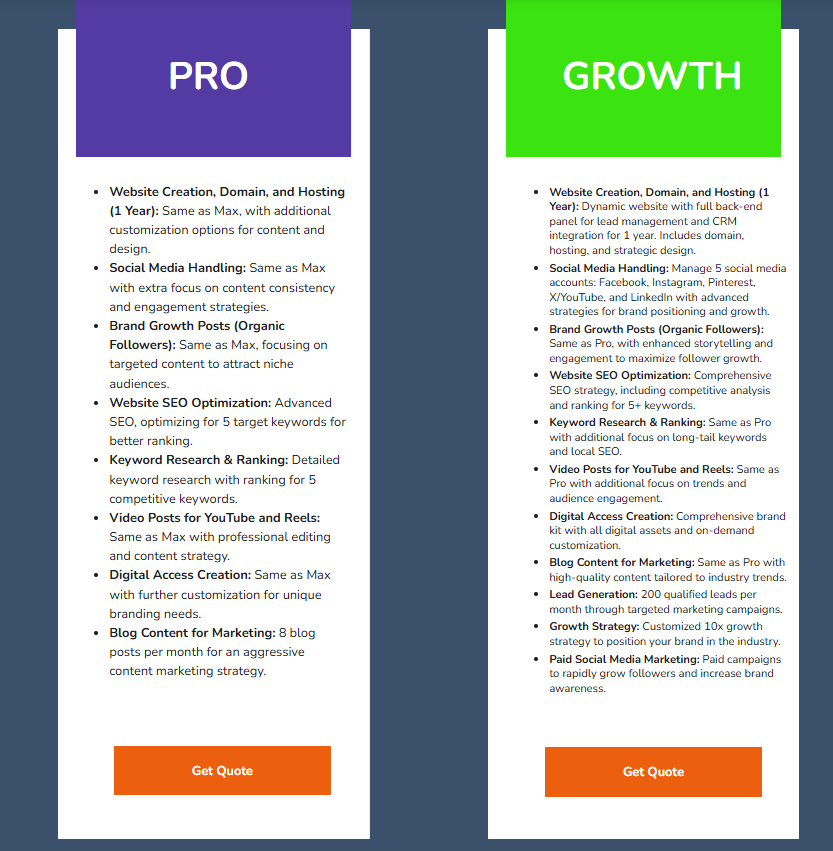 PRO
Website Creation, Domain, and Hosting
(1 Year): Same as Max, with additional
customization options for content and
design.
Social Media Handling: Same as Max
with extra focus on content consistency
and engagement strategies.
Brand Growth Posts (Organic
Followers): Same as Max, focusing on
targeted content to attract niche
audiences.
Website SEO Optimization: Advanced
SEO, optimizing for 5 target keywords for
better ranking.
Keyword Research & Ranking: Detailed
keyword research with ranking for 5
competitive keywords.
Video Posts for YouTube and Reels:
Same as Max with professional editing
and content strategy.
Digital Access Creation: Same as Max
with further customization for unique
branding needs.
Blog Content for Marketing: 8 blog
posts per month for an aggressive
content marketing strategy.
Get Quote
GROWTH
Website Creation, Domain, and Hosting (1
Year): Dynamic website with full back-end
panel for lead management and CRM
integration for 1 year. Includes domain,
hosting, and strategic design.
Social Media Handling: Manage 5 social media
accounts: Facebook, Instagram, Pinterest,
X/YouTube, and LinkedIn with advanced
strategies for brand positioning and growth.
Brand Growth Posts (Organic Followers):
Same as Pro, with enhanced storytelling and
engagement to maximize follower growth.
Website SEO Optimization: Comprehensive
SEO strategy, including competitive analysis
and ranking for 5+ keywords.
Keyword Research & Ranking: Same as Pro
with additional focus on long-tail keywords
and local SEO.
Video Posts for YouTube and Reels: Same as
Pro with additional focus on trends and
audience engagement.
Digital Access Creation: Comprehensive brand
kit with all digital assets and on-demand
customization.
Blog Content for Marketing: Same as Pro with
high-quality content tailored to industry trends.
Lead Generation: 200 qualified leads per
month through targeted marketing campaigns.
Growth Strategy: Customized 10x growth
strategy to position your brand in the industry.
Paid Social Media Marketing: Paid campaigns
to rapidly grow followers and increase brand
awareness.
Get Quote